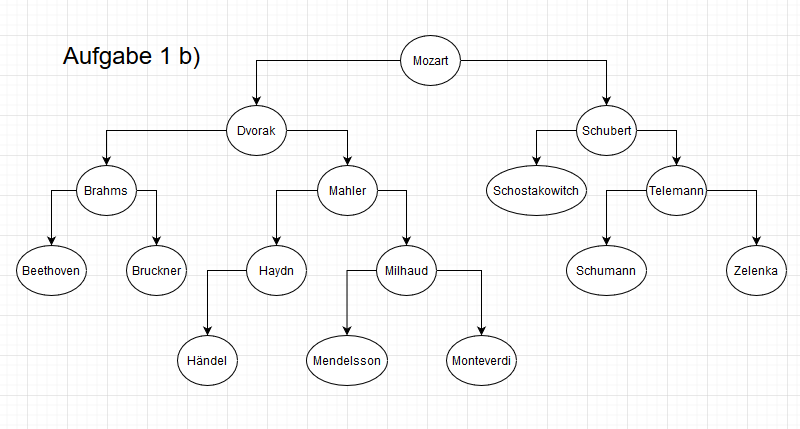 Aufgabe 1 b)
Mozart
Dvorak
Schubert
Brahms
Mahler
Schostakowitch
Telemann
Beethoven
Bruckner
Haydn
Milhaud
Schumann
Zelenka
Händel
Mendelsson
Monteverdi